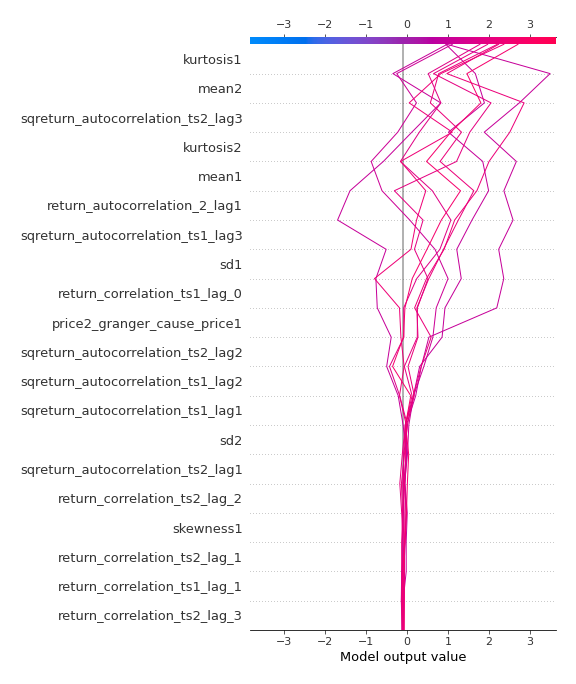 −3 −2 −1 0 1 2 3
kurtosis1
mean2
sqreturn_autocorrelation_ts2_lag3
kurtosis2
mean1
return_autocorrelation_2_lag1
sqreturn_autocorrelation_ts1_lag3
sd1
return_correlation_ts1_lag_0
price2_granger_cause_price1
sqreturn_autocorrelation_ts2_lag2
sqreturn_autocorrelation_ts1_lag2
sqreturn_autocorrelation_ts1_lag1
sd2
sqreturn_autocorrelation_ts2_lag1
return_correlation_ts2_lag_2
skewness1
return_correlation_ts2_lag_1
return_correlation_ts1_lag_1
return_correlation_ts2_lag_3
−3 −2 −1 0 1 2 3
Model output value